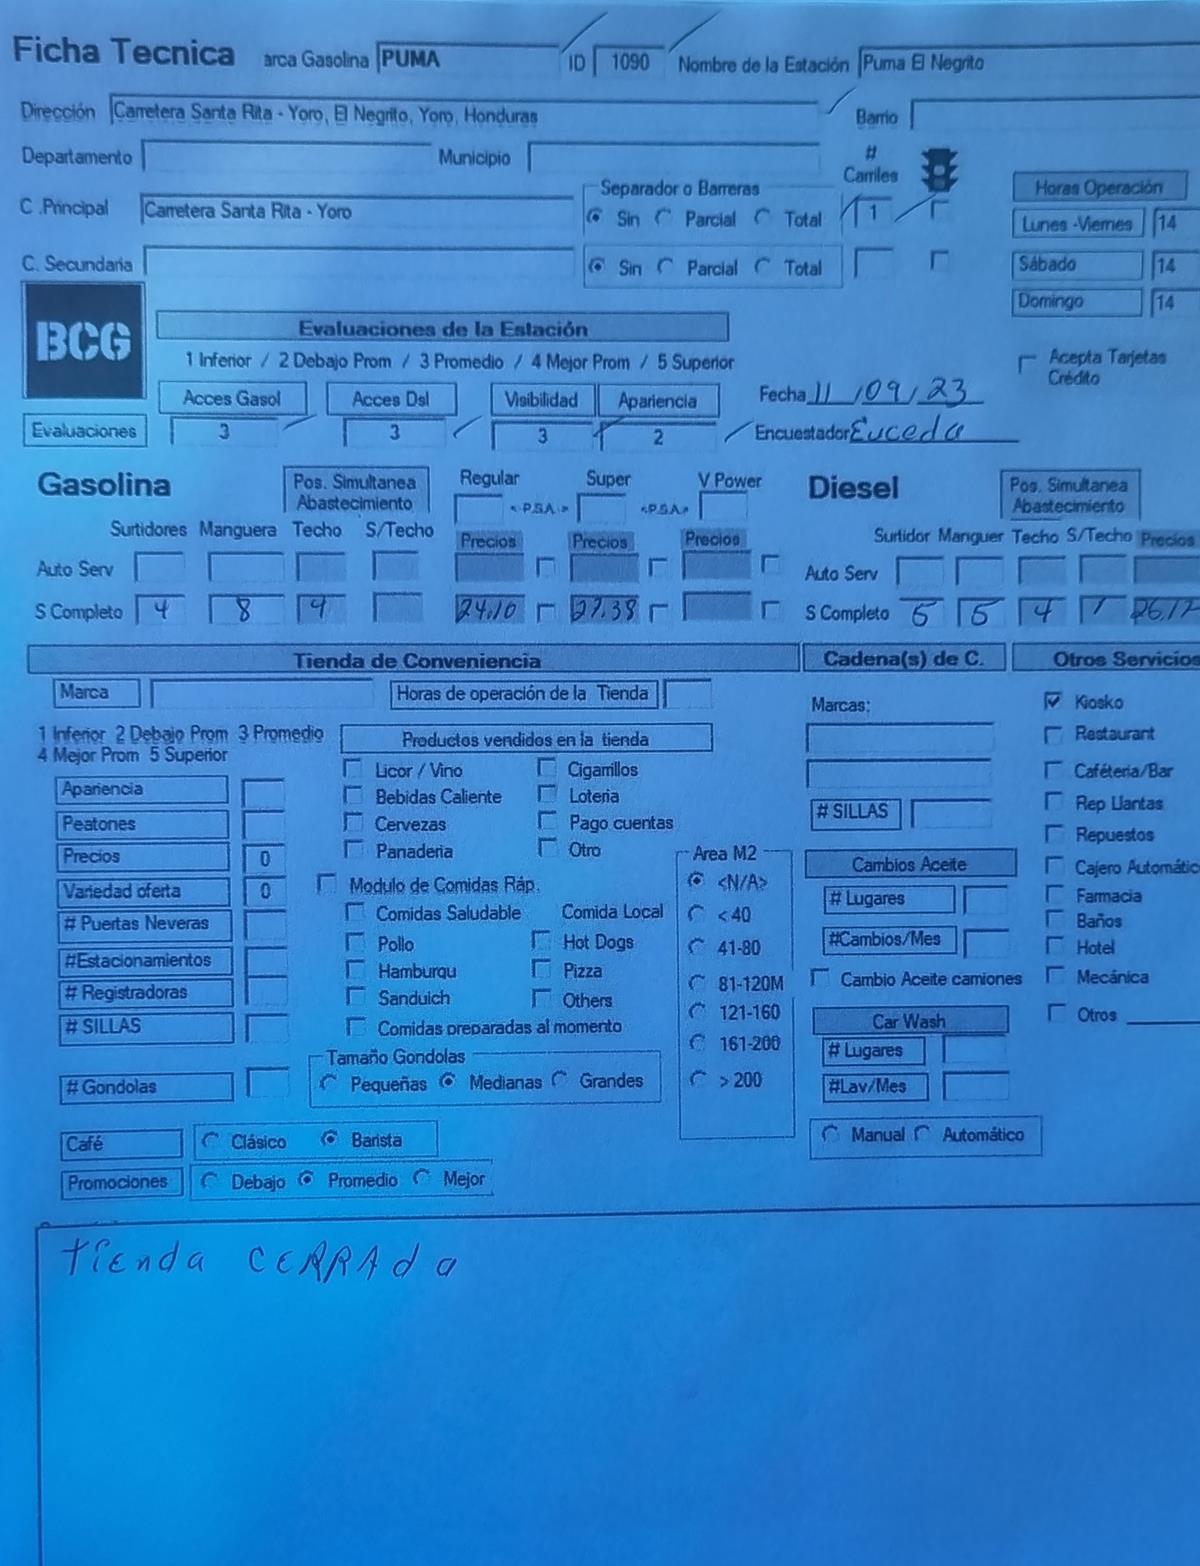 Ficha Tecnica arca Gasolina PUMA ID 1090 Nombre de la Estación Puma El Negrito
Dirección Carretera Santa Rita - Yoro, El Negrito, Yoro, Honduras Barrio
Departamento Municipio # Carriles
C .Principal Carretera Santa Rita - Yoro Separador o Barreras Sin Parcial Total 1
Horas Operación
Lunes -Viernes 14
C. Secundaria Sin Parcial Total
Sábado 14
Domingo 14
BCG
Evaluaciones de la Estación
1 Inferior / 2 Debajo Prom / 3 Promedio / 4 Mejor Prom / 5 Superior
Acepta Tarjetas Crédito
Acces Gasol Acces Dsl Visibilidad Apariencia Fecha 11/09/23
Evaluaciones 3 3 3 2 Encuestador Euceda
Gasolina Pos. Simultanea Abastecimiento Regular <-P.S.A.-> Super <-P.S.A.> V Power
Surtidores Manguera Techo S/Techo Precios Precios Precios
Auto Serv
S Completo 4 8 4 24.10 27.38
Diesel Pos. Simultanea Abastecimiento
Surtidor Manguer Techo S/Techo Precios
Auto Serv
S Completo 5 5 4 1
Tienda de Conveniencia
Marca Horas de operación de la Tienda
1 Inferior 2 Debajo Prom 3 Promedio
4 Mejor Prom 5 Superior
Productos vendidos en la tienda
Apariencia
Peatones
Precios 0
Variedad oferta 0
# Puertas Neveras
#Estacionamientos
# Registradoras
# SILLAS
# Gondolas
Licor / Vino Cigarrillos
Bebidas Caliente Loteria
Cervezas Pago cuentas
Panaderia Otro
Modulo de Comidas Ráp.
Comidas Saludable Comida Local
Pollo Hot Dogs
Hamburqu Pizza
Sanduich Others
Comidas preparadas al momento
Tamaño Gondolas
Pequeñas Medianas Grandes
Area M2
<N/A>
< 40
41-80
81-120M
121-160
161-200
> 200
Café Clásico Barista
Promociones Debajo Promedio Mejor
Cadena(s) de C.
Marcas:
# SILLAS
Cambios Aceite
# Lugares
#Cambios/Mes
Cambio Aceite camiones
Car Wash
# Lugares
#Lav/Mes
Manual Automático
Otros Servicios
Kiosko
Restaurant
Caféteria/Bar
Rep Llantas
Repuestos
Cajero Automátic
Farmacia
Baños
Hotel
Mecánica
Otros
Tienda CERRAda